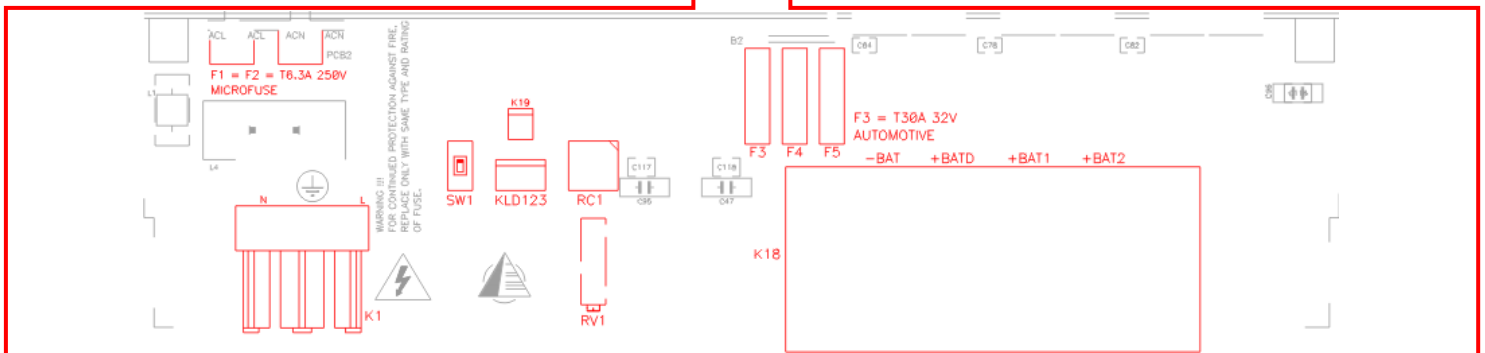 ACL ACL ACN ACN
PCB2
F1 = F2 = T6.3A 250V
MICROFUSE
L1
L4
N L
K1
WARNING !!!
FOR CONTINUED PROTECTION AGAINST FIRE,
REPLACE ONLY WITH SAME TYPE AND RATING
OF FUSE.
K19
SW1 KLD123 RC1
RV1
C117 C118
C95 C47
B2
F3 F4 F5
C84 C78 C82
C96
F3 = T30A 32V
AUTOMOTIVE
-BAT +BATD +BAT1 +BAT2
K18